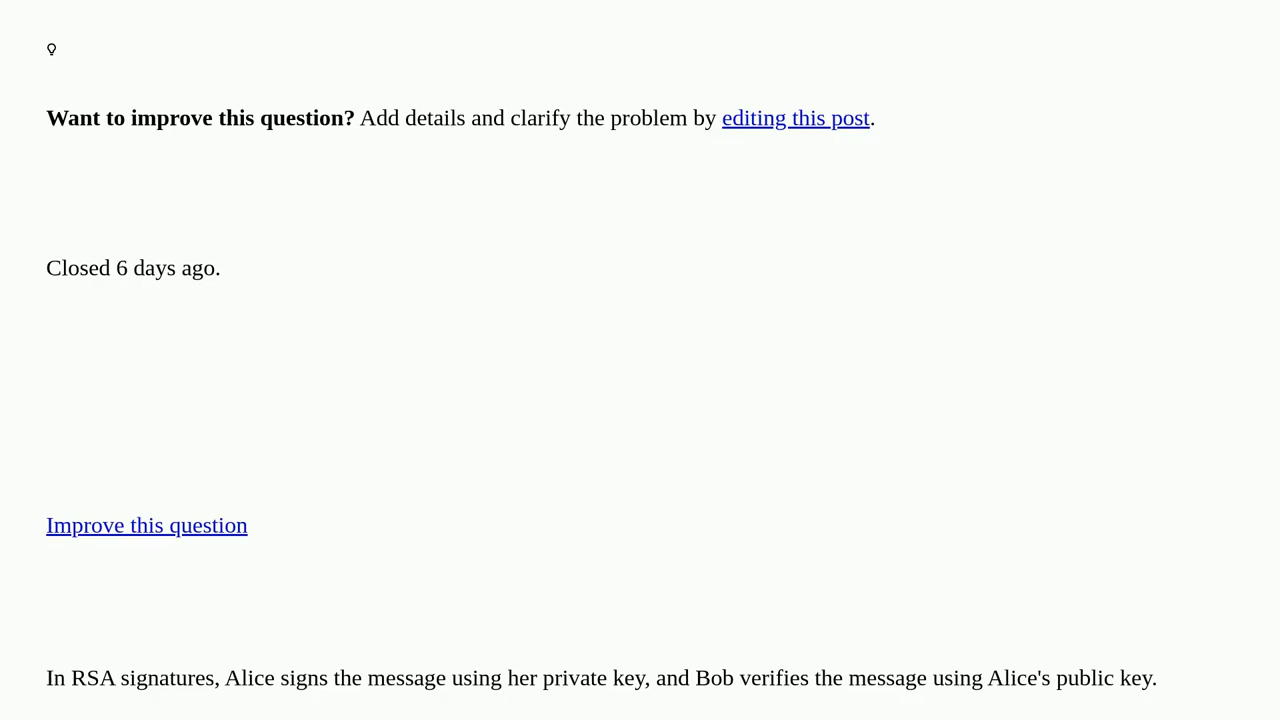 Want to improve this question? Add details and clarify the problem by editing this post.
Closed 6 days ago.
Improve this question
In RSA signatures, Alice signs the message using her private key, and Bob verifies the message using Alice's public key.